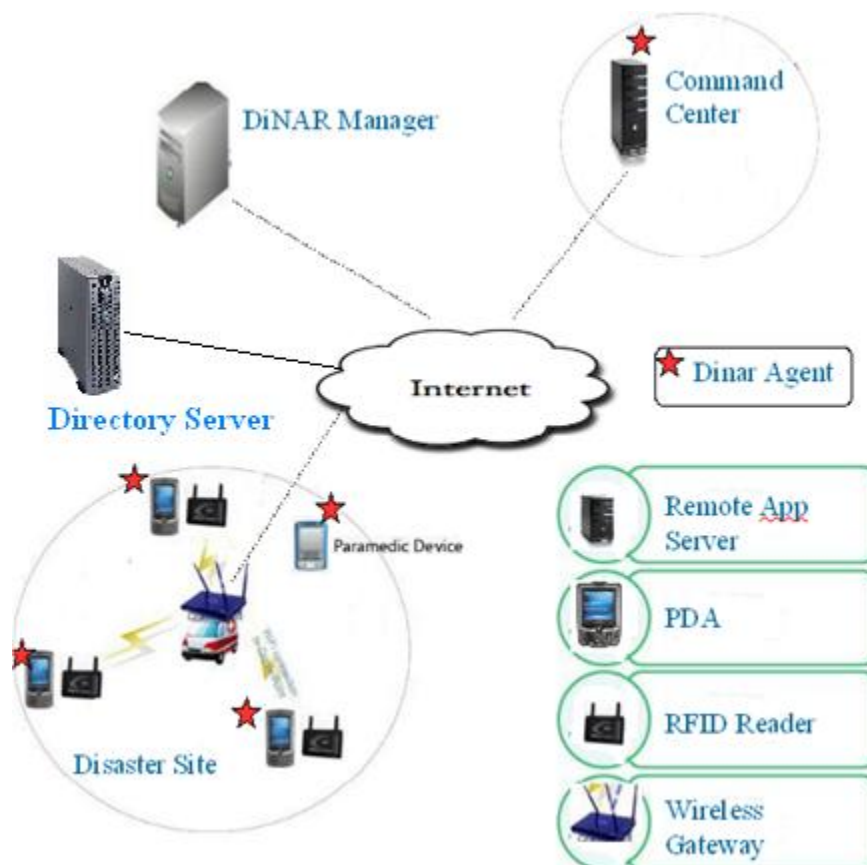 DiNAR Manager
Command
Center
Directory Server
Internet
Dinar Agent
Paramedic Device
Disaster Site
Remote App
Server
PDA
RFID Reader
Wireless
Gateway